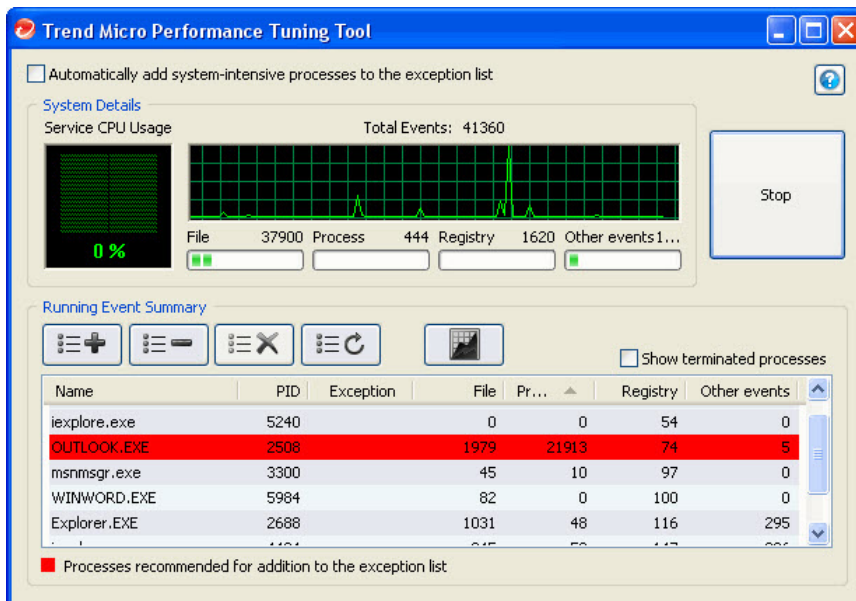 Trend Micro Performance Tuning Tool
Automatically add system-intensive processes to the exception list
System Details
Service CPU Usage
Total Events: 41360
0 %
File 37900 Process 444 Registry 1620 Other events1...
Stop
Running Event Summary
Show terminated processes
Name PID Exception File Pr... Registry Other events
iexplore.exe 5240 0 0 54 0
OUTLOOK.EXE 2508 1979 21913 74 5
msnmsgr.exe 3300 45 10 97 0
WINWORD.EXE 5984 82 0 100 0
Explorer.EXE 2688 1031 48 116 295
Processes recommended for addition to the exception list